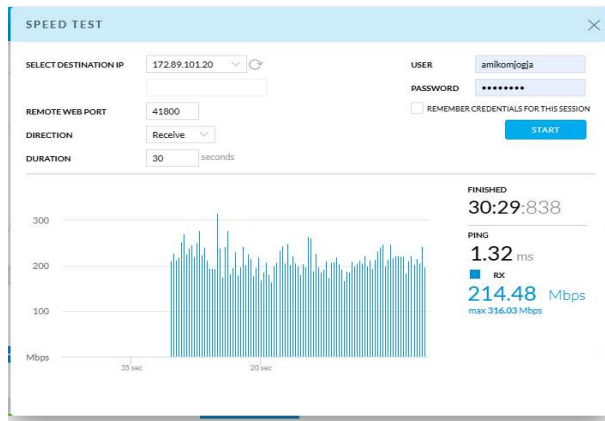 SPEED TEST
SELECT DESTINATION IP 172.89.101.20
USER amikomjogja
PASSWORD ••••••••
REMEMBER CREDENTIALS FOR THIS SESSION
REMOTE WEB PORT 41800
DIRECTION Receive
START
DURATION 30 seconds
FINISHED
30:29:838
PING
1.32 ms
RX
214.48 Mbps
max 316.03 Mbps
300
200
100
Mbps
35 sec 20 sec